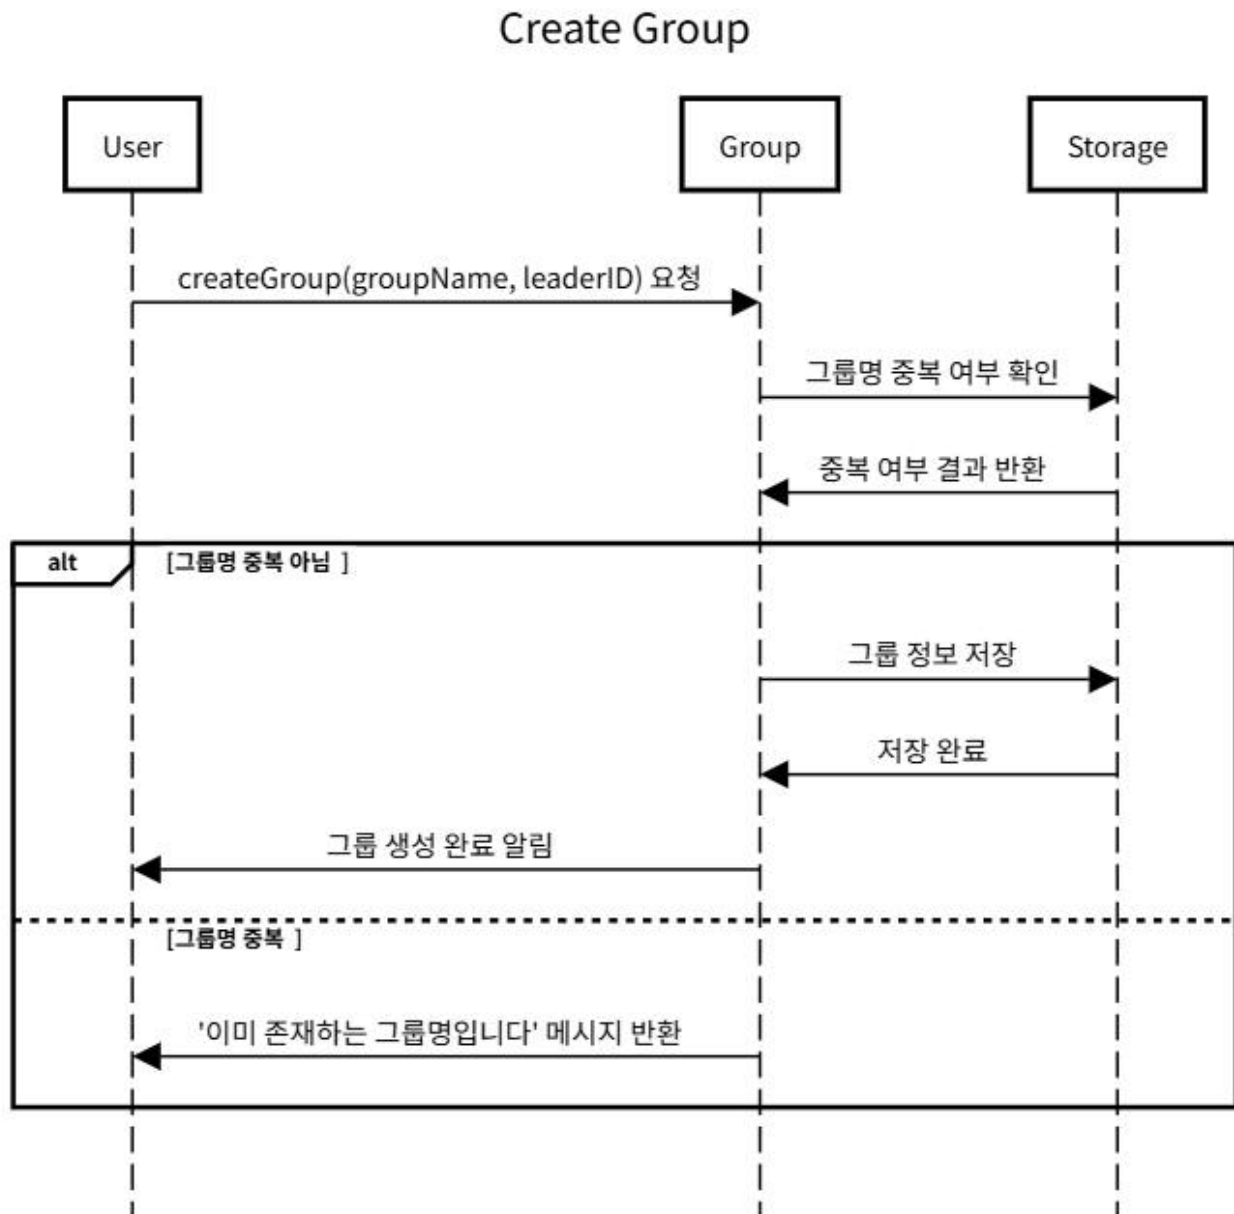 Create Group
User
Group
Storage
createGroup(groupName, leaderID) 요청
그룹명 중복 여부 확인
중복 여부 결과 반환
alt
[그룹명 중복 아님 ]
그룹 정보 저장
저장 완료
그룹 생성 완료 알림
[그룹명 중복 ]
'이미 존재하는 그룹명입니다' 메시지 반환